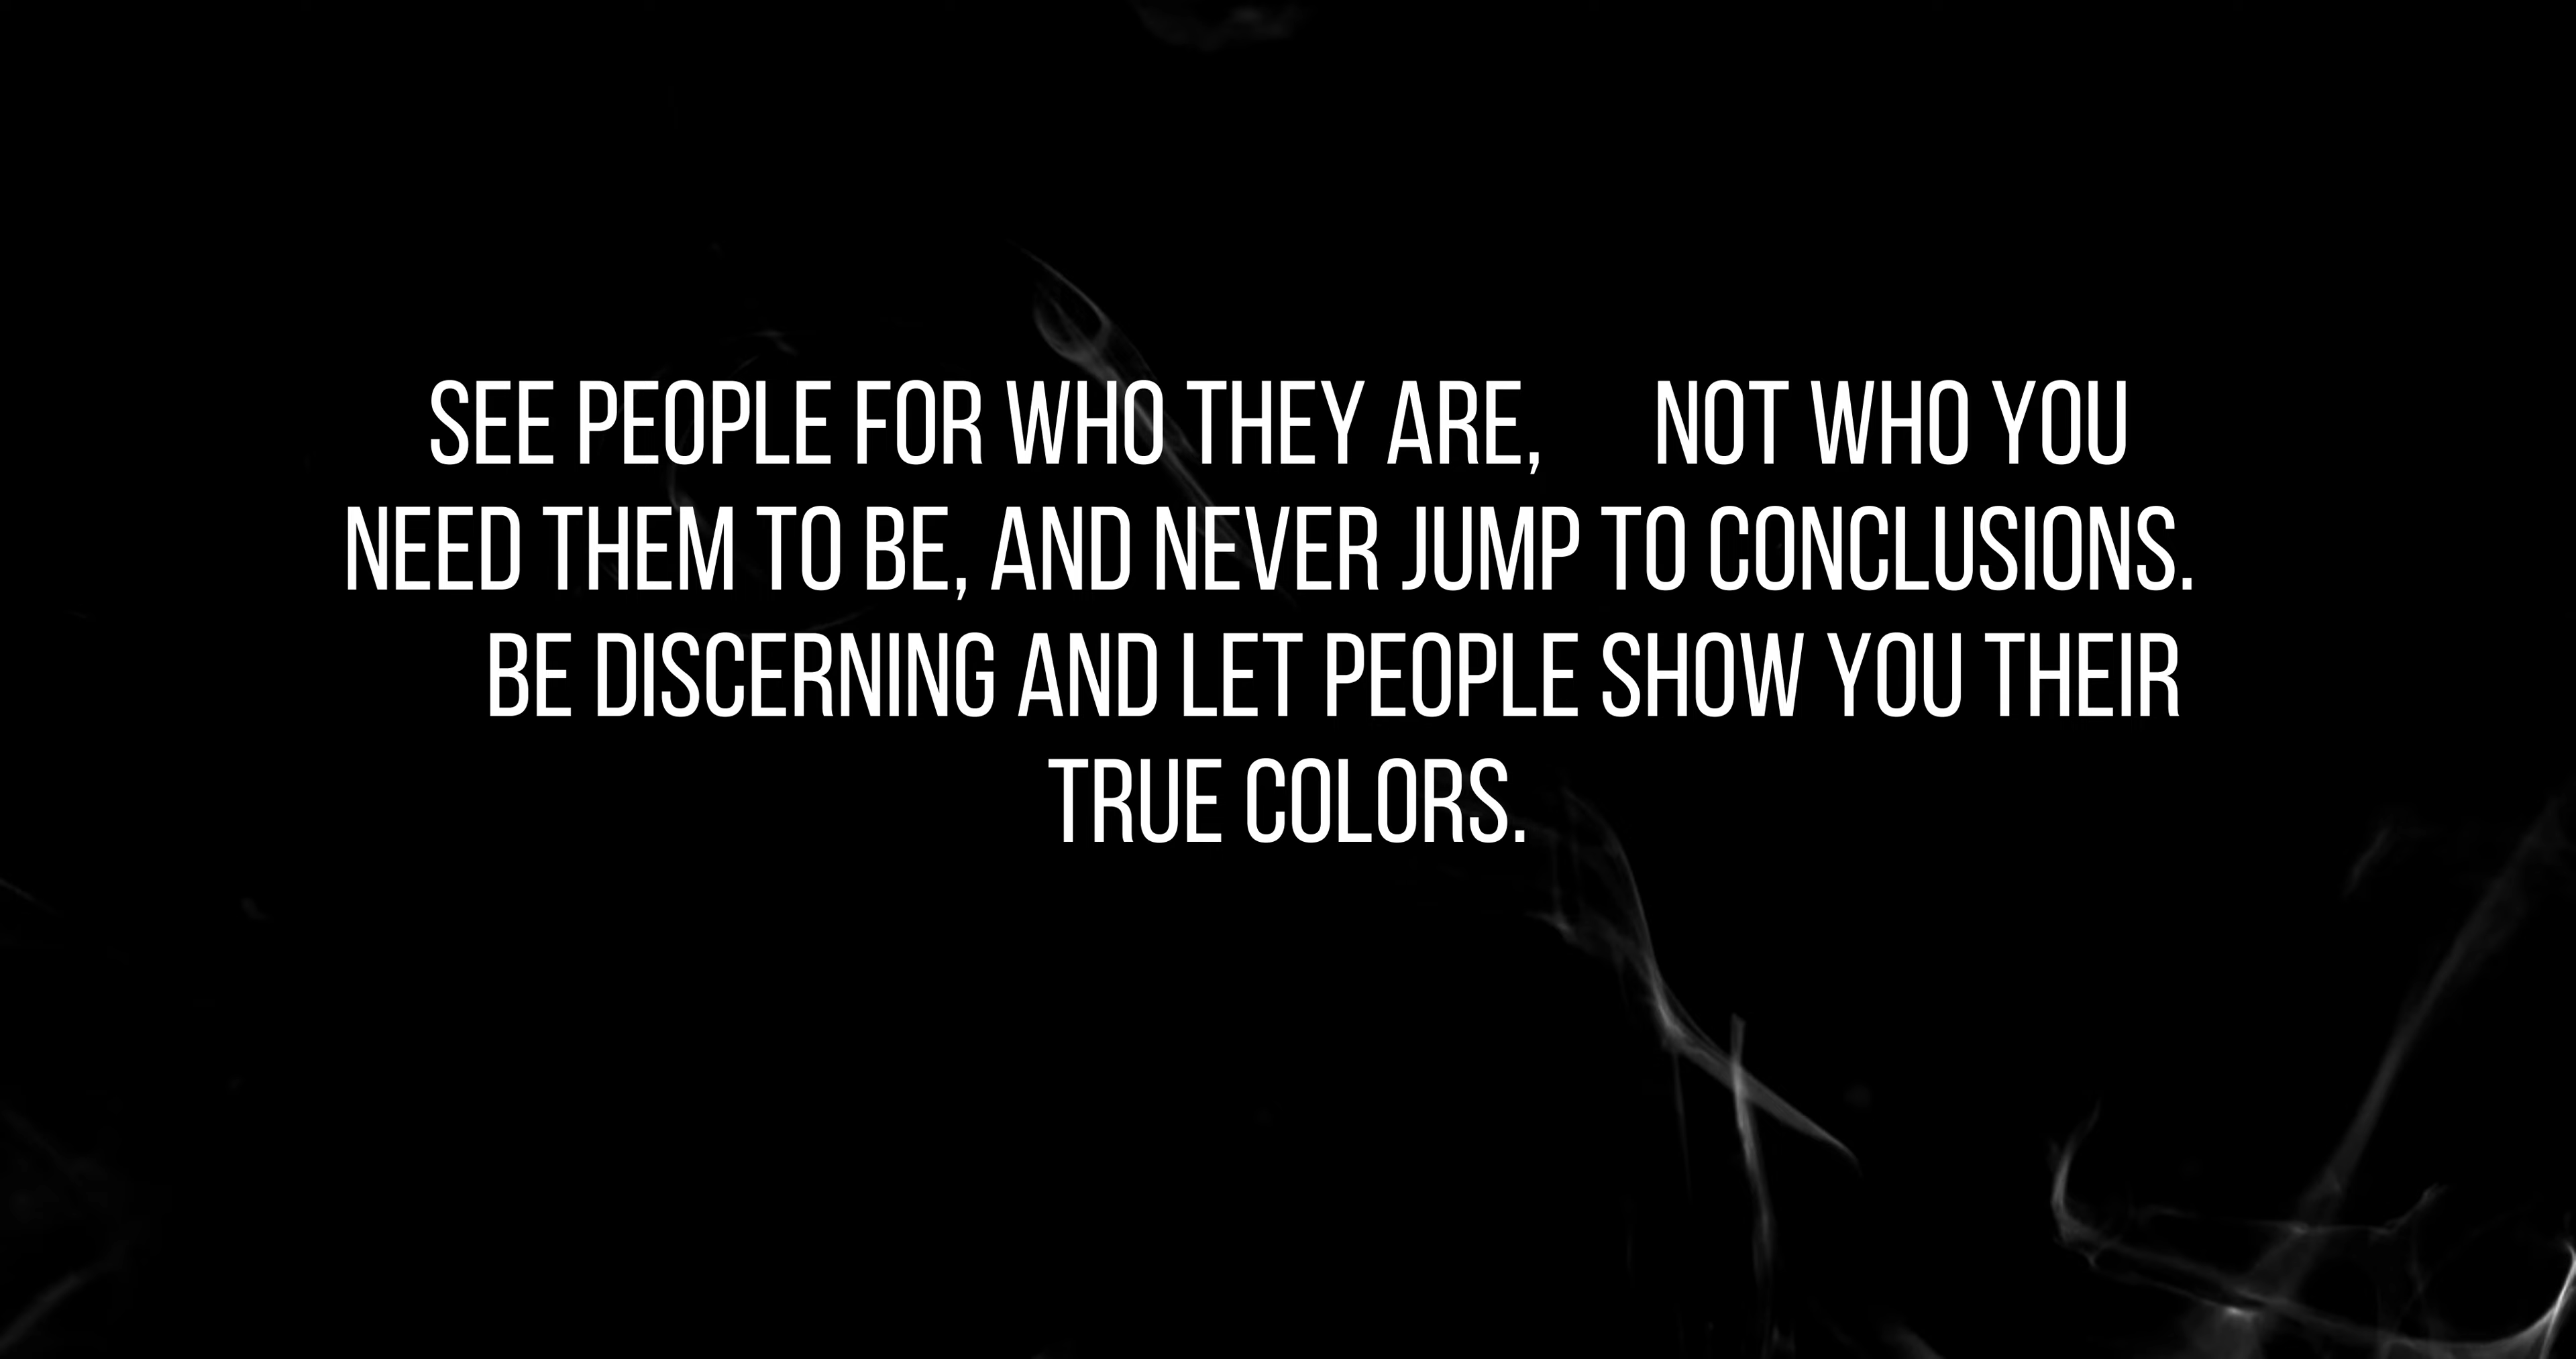 SEE PEOPLE FOR WHO THEY ARE, NOT WHO YOU
NEED THEM TO BE, AND NEVER JUMP TO CONCLUSIONS.
BE DISCERNING AND LET PEOPLE SHOW YOU THEIR
TRUE COLORS.